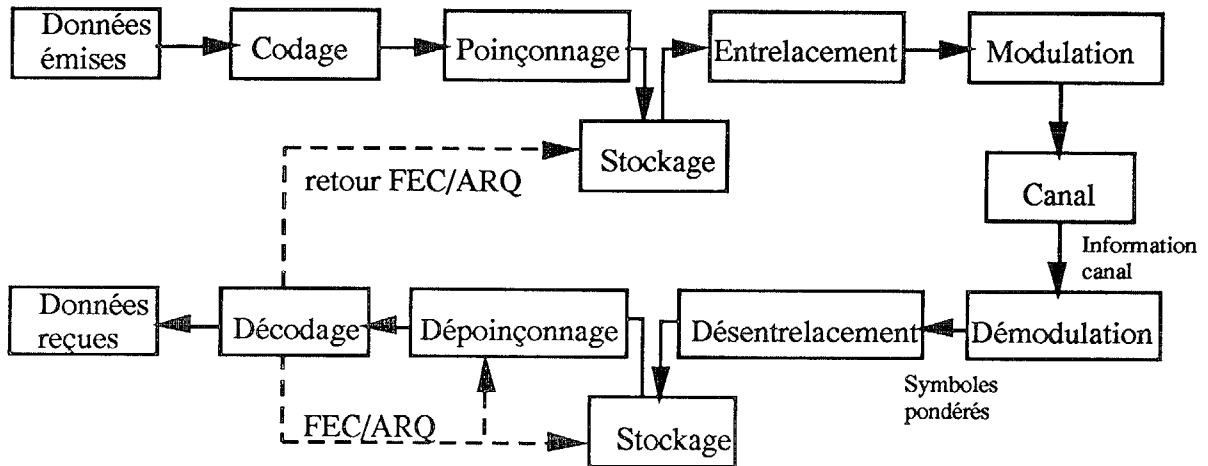 Données
émises
Codage
Poinçonnage
Entrelacement
Modulation
Stockage
retour FEC/ARQ
Canal
Information
canal
Données
reçues
Décodage
Dépoinçonnage
Désentrelacement
Démodulation
Symboles
pondérés
FEC/ARQ
Stockage